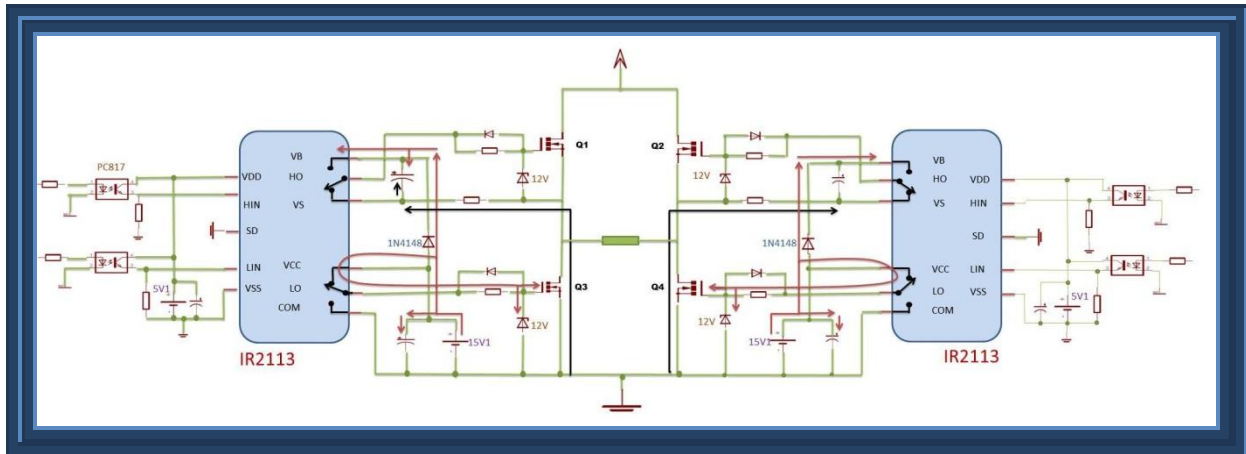 PC817
VDD
HIN
SD
LIN
VSS
5V1
VB
HO
VS
VCC
LO
COM
IR2113
1N4148
15V1
12V
Q1
Q3
12V
Q2
Q4
12V
12V
1N4148
15V1
VB
HO
VS
VCC
LO
COM
VDD
HIN
SD
LIN
VSS
5V1
IR2113